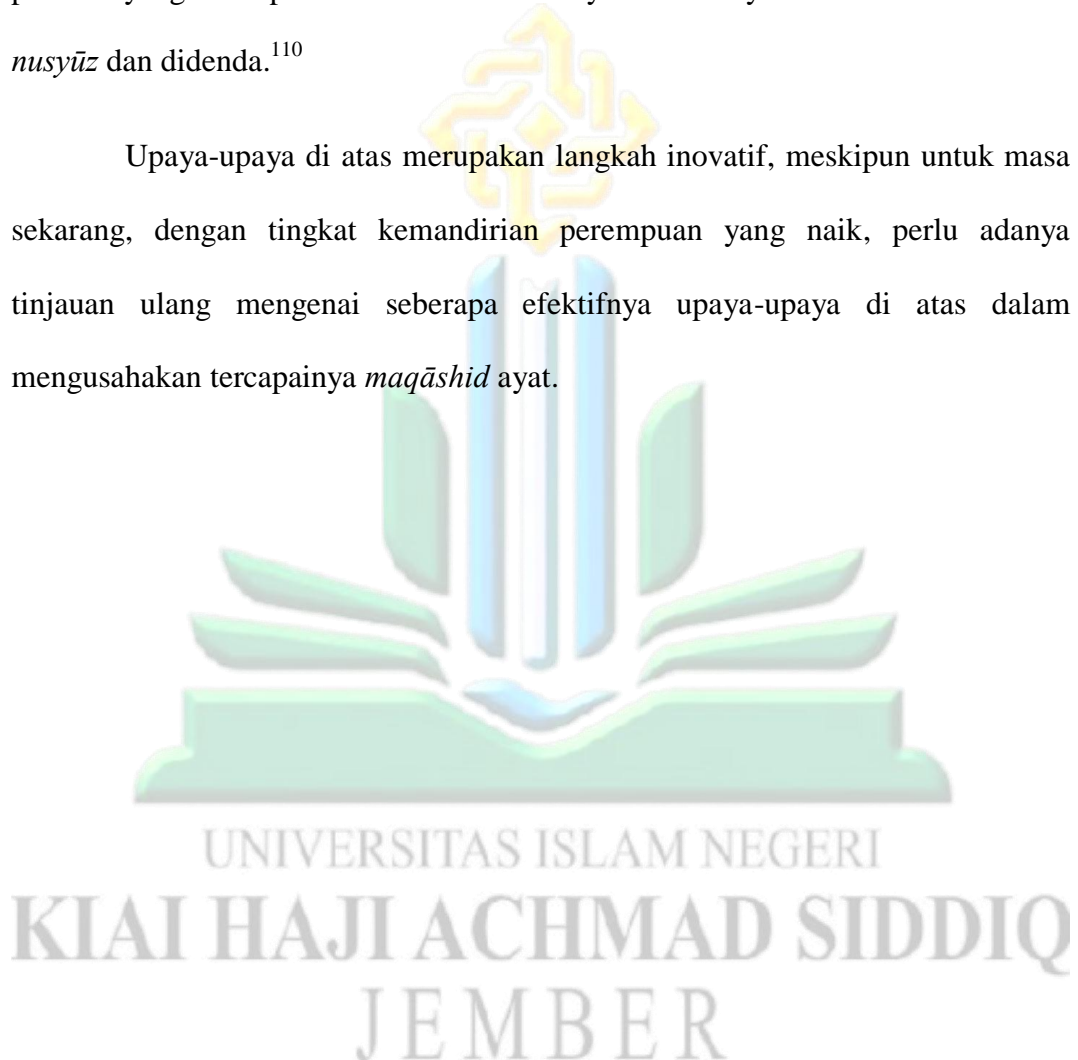 nusyūz dan didenda.110
Upaya-upaya di atas merupakan langkah inovatif, meskipun untuk masa
sekarang, dengan tingkat kemandirian perempuan yang naik, perlu adanya
tinjauan ulang mengenai seberapa efektifnya upaya-upaya di atas dalam
mengusahakan tercapainya maqāshid ayat.
UNIVERSITAS ISLAM NEGERI
KIAI HAJI ACHMAD SIDDIQ
JEMBER